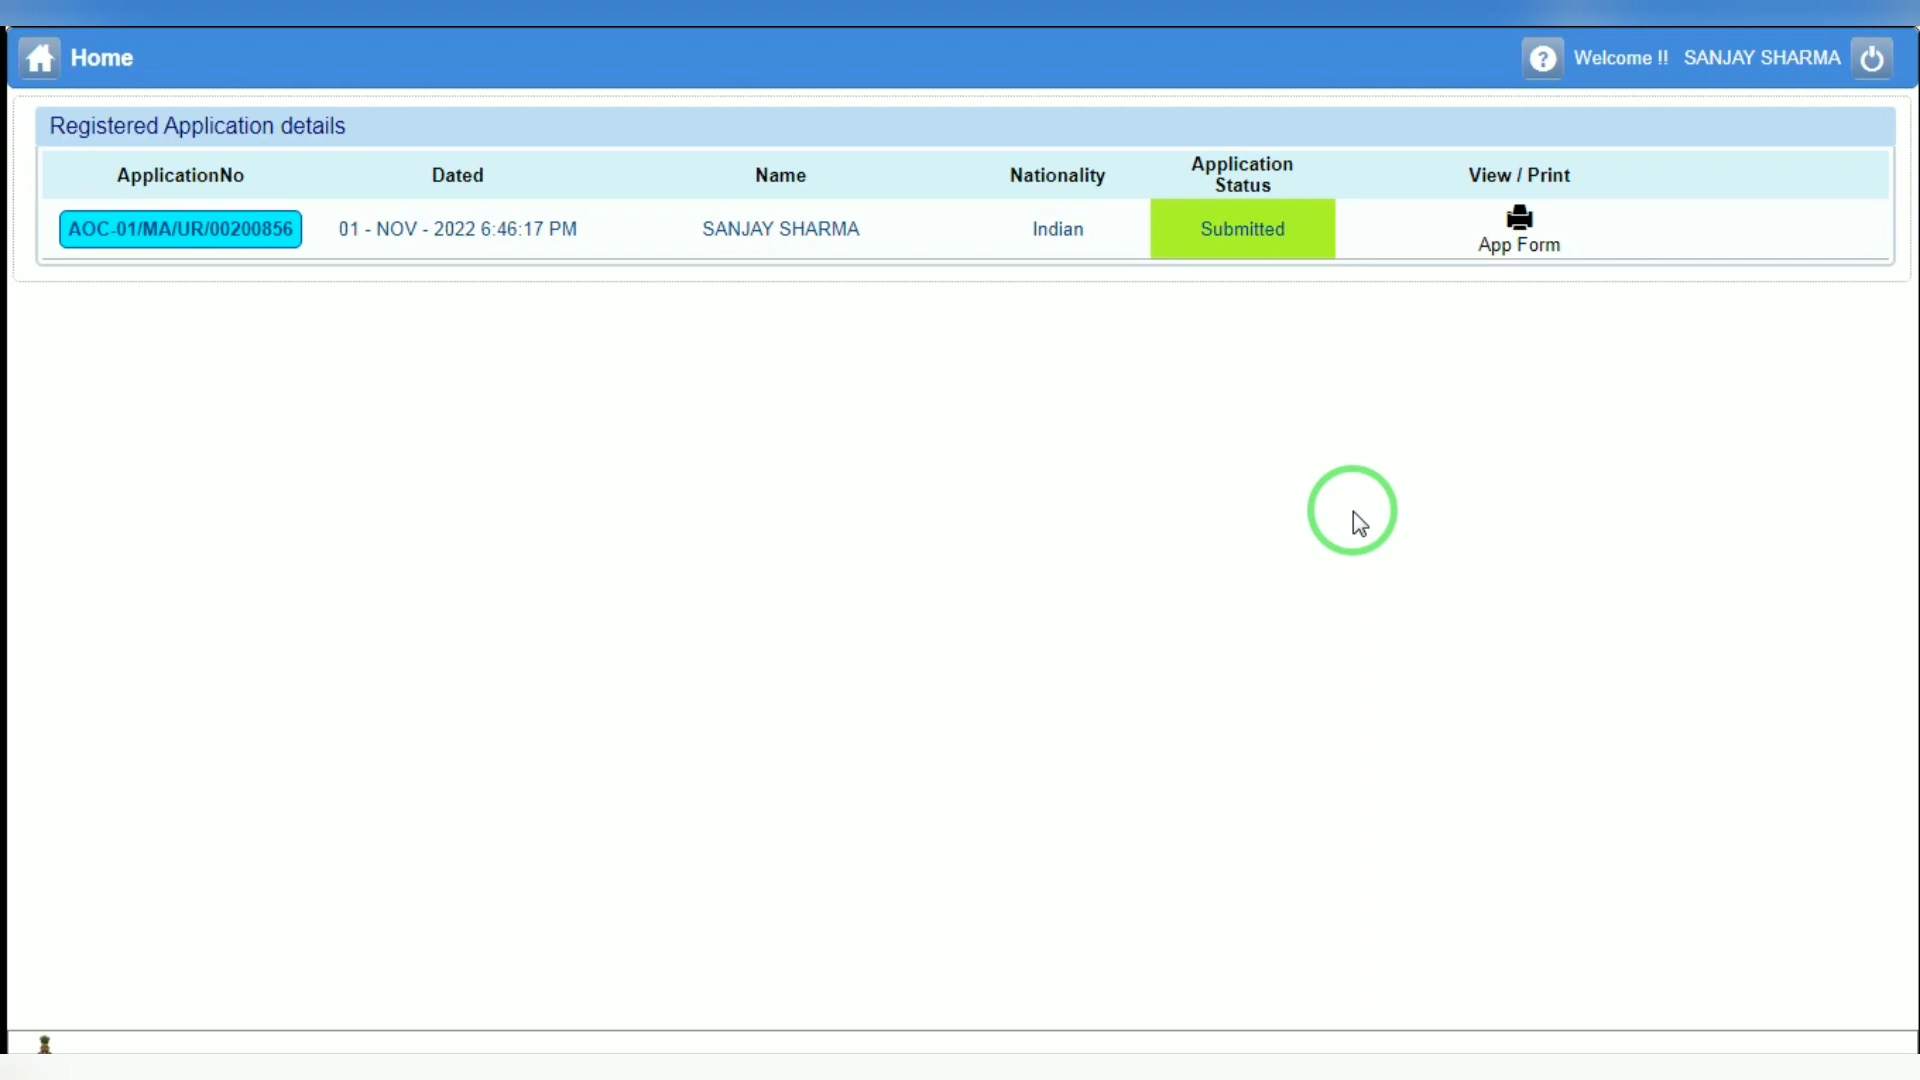 Home
? Welcome !! SANJAY SHARMA
Registered Application details
ApplicationNo Dated Name Nationality Application Status View / Print
AOC-01/MA/UR/00200856 01 - NOV - 2022 6:46:17 PM SANJAY SHARMA Indian Submitted App Form